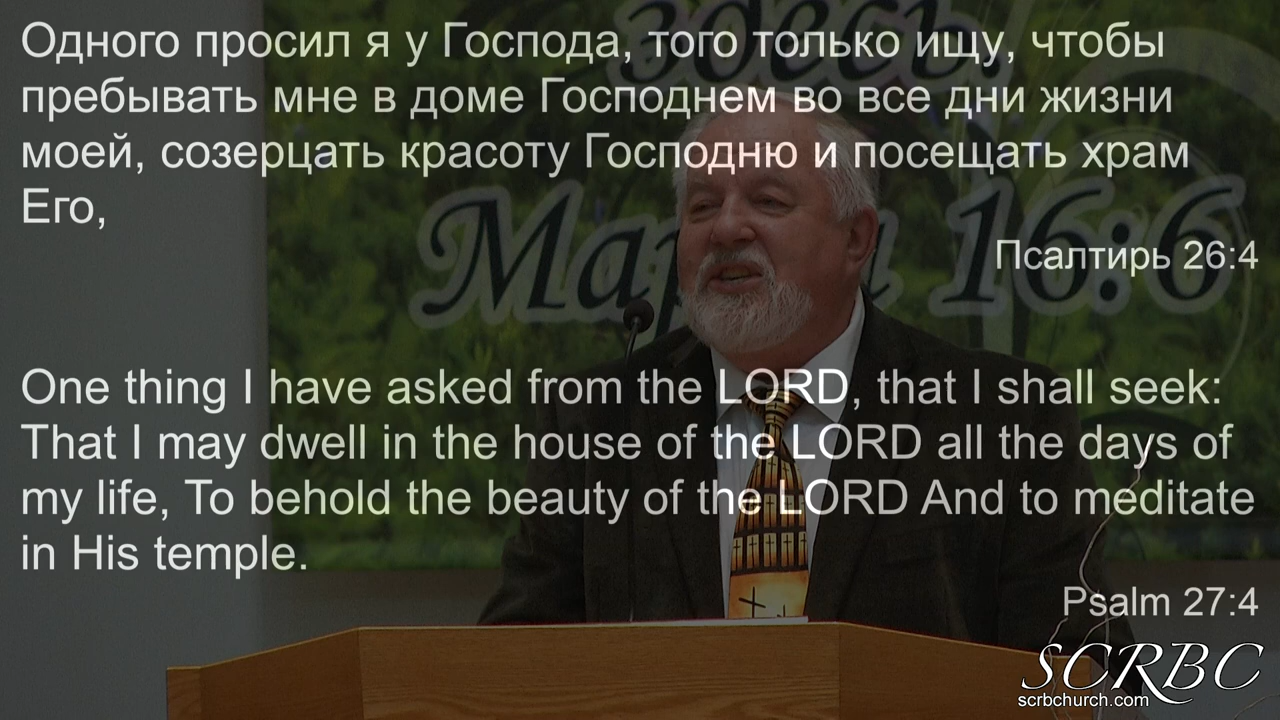 здесь.
Одного просил я у Господа, того только ищу, чтобы
пребывать мне в доме Господнем во все дни жизни
моей, созерцать красоту Господню и посещать храм
Его,
16:6
Псалтирь 26:4
One thing I have asked from the LORD, that I shall seek:
That I may dwell in the house of the LORD all the days of
my life, To behold the beauty of the LORD And to meditate
in His temple.
Psalm 27:4
SCRBC
scrbchurch.com